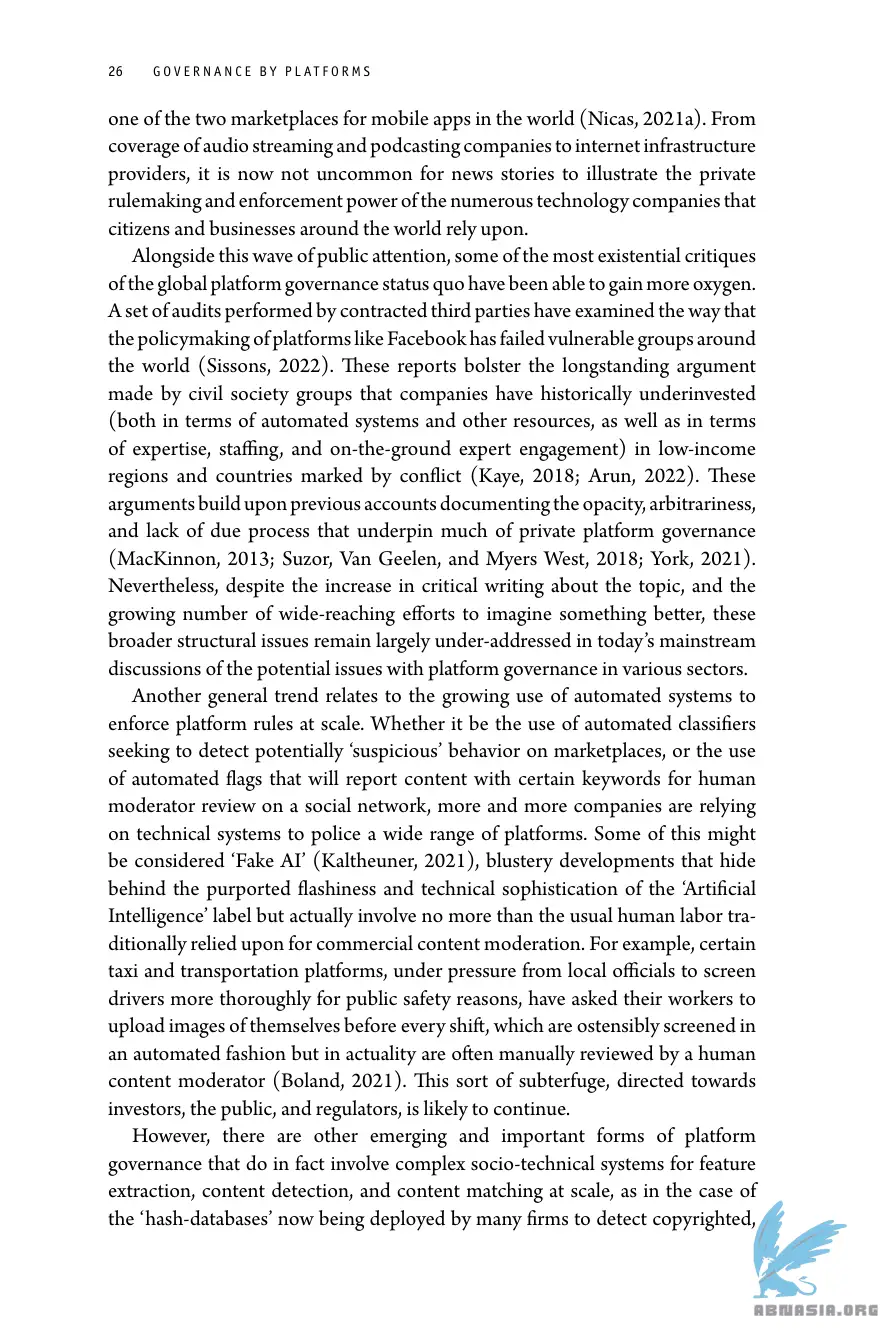 26 GOVERNANCE BY PLATFORMS
one of the two marketplaces for mobile apps in the world (Nicas, 2021a). From
coverage of audio streaming and podcasting companies to internet infrastructure
providers, it is now not uncommon for news stories to illustrate the private
rulemaking and enforcement power of the numerous technology companies that
citizens and businesses around the world rely upon.
Alongside this wave of public attention, some of the most existential critiques
of the global platform governance status quo have been able to gain more oxygen.
A set of audits performed by contracted third parties have examined the way that
the policymaking of platforms like Facebook has failed vulnerable groups around
the world (Sissons, 2022). These reports bolster the longstanding argument
made by civil society groups that companies have historically underinvested
(both in terms of automated systems and other resources, as well as in terms
of expertise, staffing, and on-the-ground expert engagement) in low-income
regions and countries marked by conflict (Kaye, 2018; Arun, 2022). These
arguments build upon previous accounts documenting the opacity, arbitrariness,
and lack of due process that underpin much of private platform governance
(MacKinnon, 2013; Suzor, Van Geelen, and Myers West, 2018; York, 2021).
Nevertheless, despite the increase in critical writing about the topic, and the
growing number of wide-reaching efforts to imagine something better, these
broader structural issues remain largely under-addressed in today’s mainstream
discussions of the potential issues with platform governance in various sectors.
Another general trend relates to the growing use of automated systems to
enforce platform rules at scale. Whether it be the use of automated classifiers
seeking to detect potentially ‘suspicious’ behavior on marketplaces, or the use
of automated flags that will report content with certain keywords for human
moderator review on a social network, more and more companies are relying
on technical systems to police a wide range of platforms. Some of this might
be considered ‘Fake AI’ (Kaltheuner, 2021), blustery developments that hide
behind the purported flashiness and technical sophistication of the ‘Artificial
Intelligence’ label but actually involve no more than the usual human labor tra-
ditionally relied upon for commercial content moderation. For example, certain
taxi and transportation platforms, under pressure from local officials to screen
drivers more thoroughly for public safety reasons, have asked their workers to
upload images of themselves before every shift, which are ostensibly screened in
an automated fashion but in actuality are often manually reviewed by a human
content moderator (Boland, 2021). This sort of subterfuge, directed towards
investors, the public, and regulators, is likely to continue.
However, there are other emerging and important forms of platform
governance that do in fact involve complex socio-technical systems for feature
extraction, content detection, and content matching at scale, as in the case of
the ‘hash-databases’ now being deployed by many firms to detect copyrighted,
ABNASIA.ORG